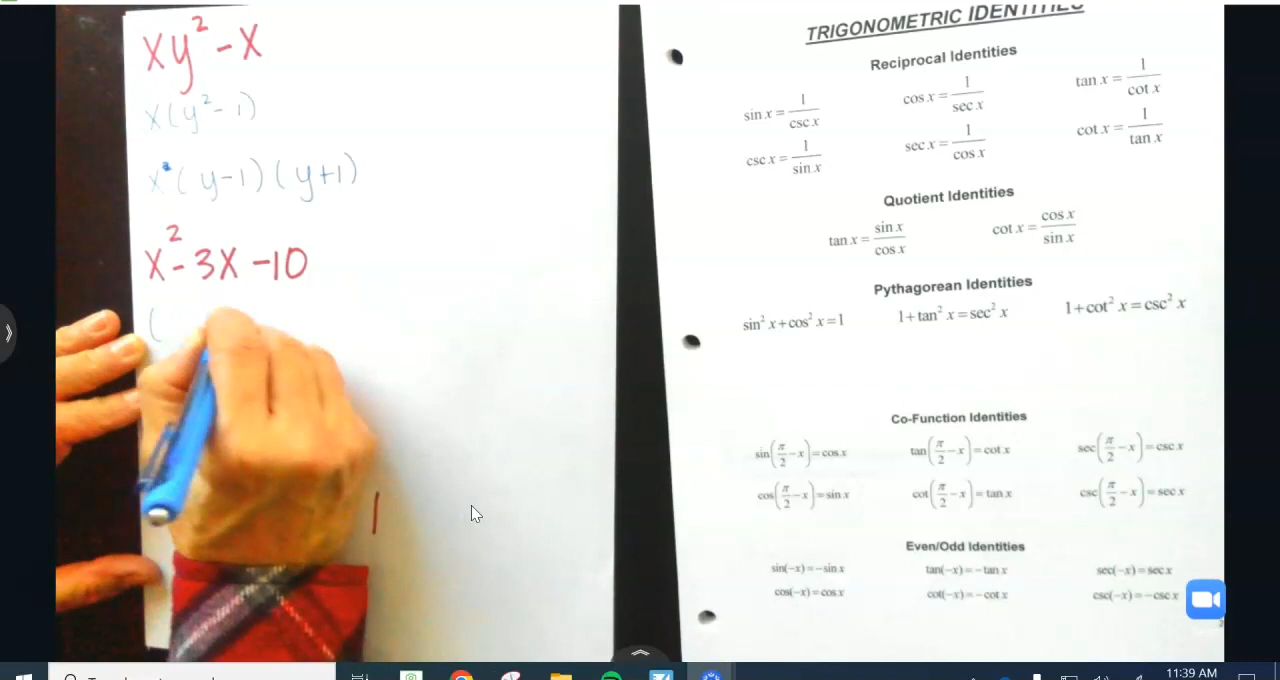 xy² - x
x(y² - 1)
x(y-1)(y+1)
x² - 3x - 10
(
TRIGONOMETRIC IDENTITIES
Reciprocal Identities
sin x = 1/csc x
cos x = 1/sec x
tan x = 1/cot x
csc x = 1/sin x
sec x = 1/cos x
cot x = 1/tan x
Quotient Identities
tan x = sin x/cos x
cot x = cos x/sin x
Pythagorean Identities
sin² x + cos² x = 1
1 + tan² x = sec² x
1 + cot² x = csc² x
Co-Function Identities
sin(π/2 - x) = cos x
tan(π/2 - x) = cot x
sec(π/2 - x) = csc x
cos(π/2 - x) = sin x
cot(π/2 - x) = tan x
csc(π/2 - x) = sec x
Even/Odd Identities
sin(-x) = -sin x
tan(-x) = -tan x
sec(-x) = sec x
cos(-x) = cos x
cot(-x) = -cot x
csc(-x) = -csc x
11:39 AM